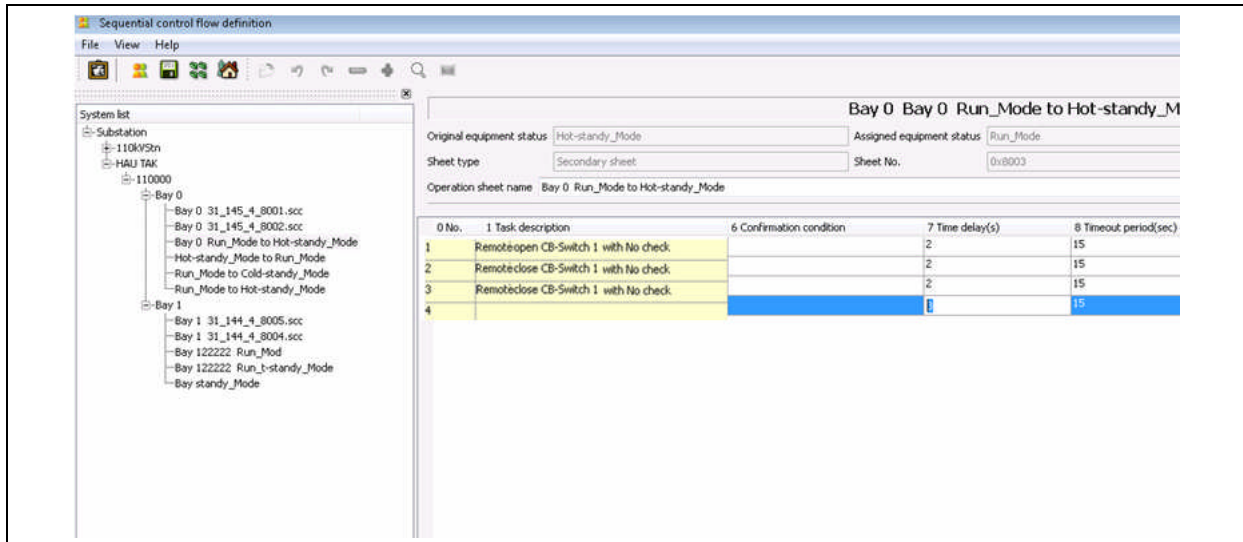 Sequential control flow definition
File View Help
System list
Substation
110kVStn
HAU TAK
110000
Bay 0
Bay 0 31_145_4_8001.scc
Bay 0 31_145_4_8002.scc
Bay 0 Run_Mode to Hot-standy_Mode
Hot-standy_Mode to Run_Mode
Run_Mode to Cold-standy_Mode
Run_Mode to Hot-standy_Mode
Bay 1
Bay 1 31_144_4_8005.scc
Bay 1 31_144_4_8004.scc
Bay 122222 Run_Mod
Bay 122222 Run_t-standy_Mode
Bay standy_Mode
Bay 0 Bay 0 Run_Mode to Hot-standy_M
Original equipment status Hot-standy_Mode Assigned equipment status Run_Mode
Sheet type Secondary sheet Sheet No. 0x8003
Operation sheet name Bay 0 Run_Mode to Hot-standy_Mode
0 No. 1 Task description 6 Confirmation condition 7 Time delay(s) 8 Timeout period(sec)
1 Remote open CB-Switch 1 with No check 2 15
2 Remote close CB-Switch 1 with No check 2 15
3 Remote close CB-Switch 1 with No check 2 15
4 15